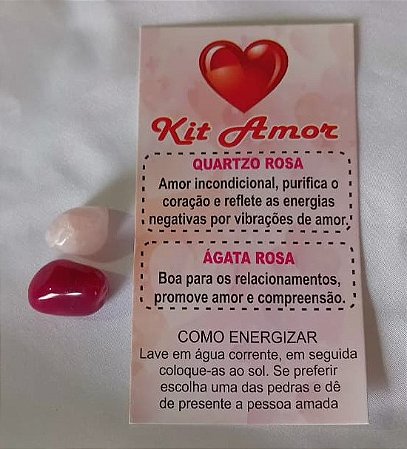 Kit Amor
QUARTZO ROSA
Amor incondicional, purifica o
coração e reflete as energias
negativas por vibrações de amor.
ÁGATA ROSA
Boa para os relacionamentos,
promove amor e compreensão.
COMO ENERGIZAR
Lave em água corrente, em seguida
coloque-as ao sol. Se preferir
escolha uma das pedras e dê
de presente a pessoa amada